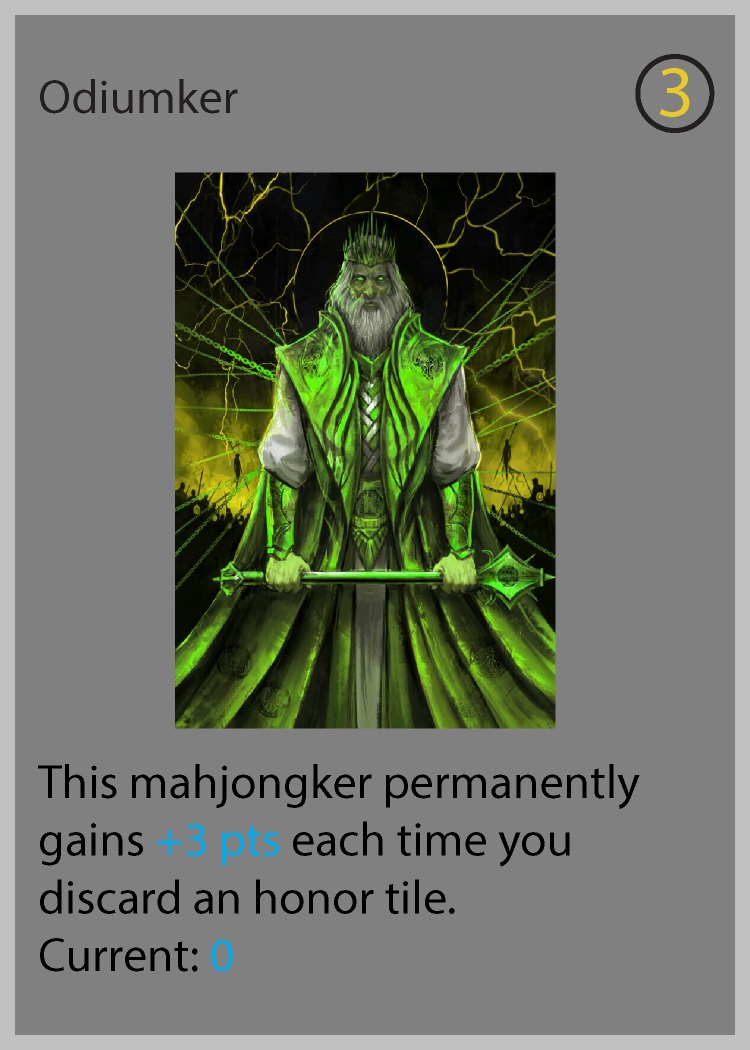 Odiumker
3
This mahjongker permanently
gains +3 pts each time you
discard an honor tile.
Current: 0